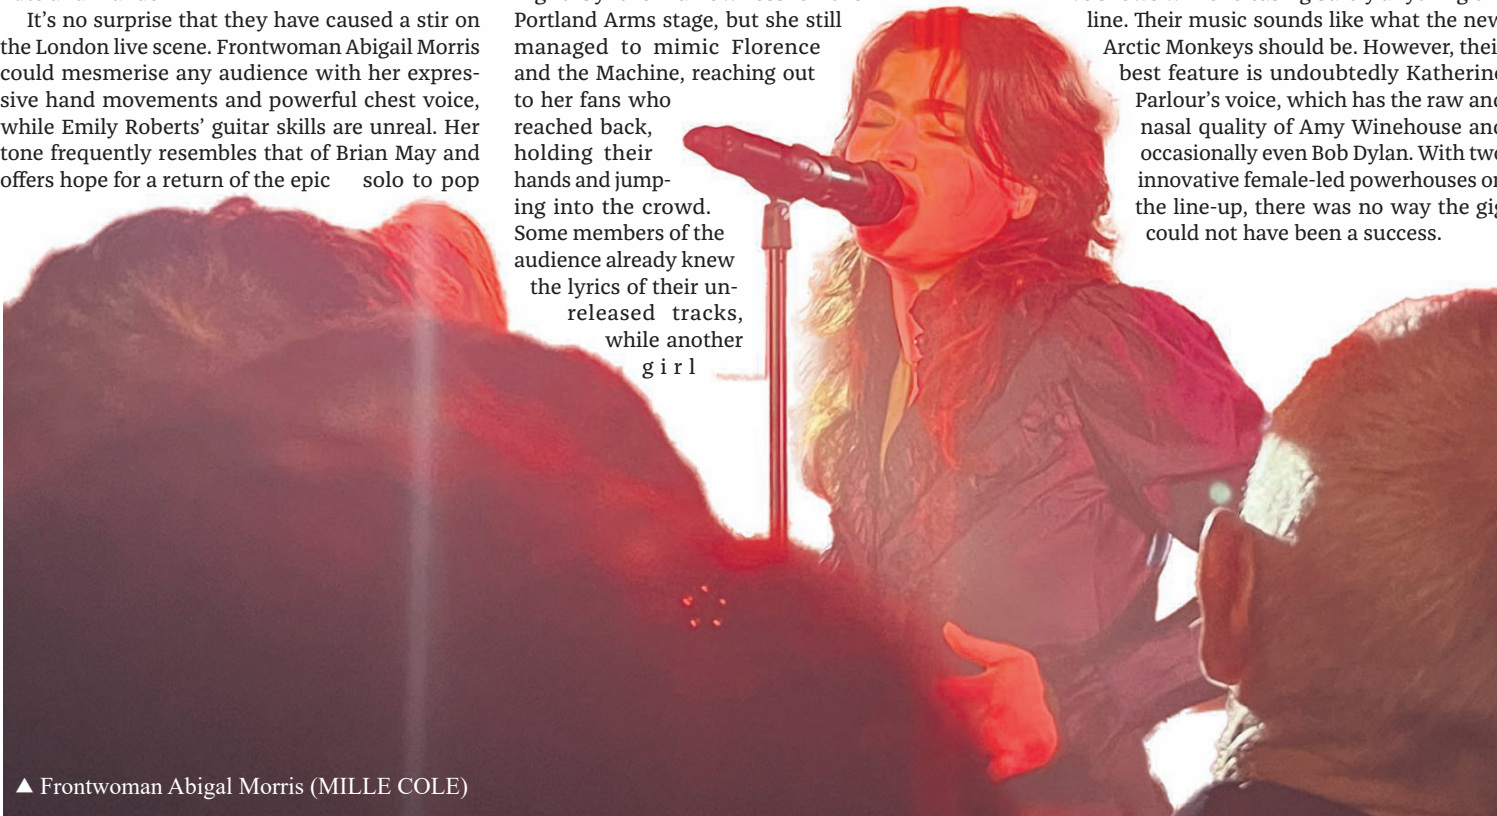 It's no surprise that they have caused a stir on
the London live scene. Frontwoman Abigail Morris
could mesmerise any audience with her expres-
sive hand movements and powerful chest voice,
while Emily Roberts' guitar skills are unreal. Her
tone frequently resembles that of Brian May and
offers hope for a return of the epic solo to pop
Portland Arms stage, but she still
managed to mimic Florence
and the Machine, reaching out
to her fans who
reached back,
holding their
hands and jump-
ing into the crowd.
Some members of the
audience already knew
the lyrics of their un-
released tracks,
while another
girl
line. Their music sounds like what the new
Arctic Monkeys should be. However, their
best feature is undoubtedly Katherine
Parlour's voice, which has the raw and
nasal quality of Amy Winehouse and
occasionally even Bob Dylan. With two
innovative female-led powerhouses on
the line-up, there was no way the gig
could not have been a success.
▲ Frontwoman Abigal Morris (MILLE COLE)